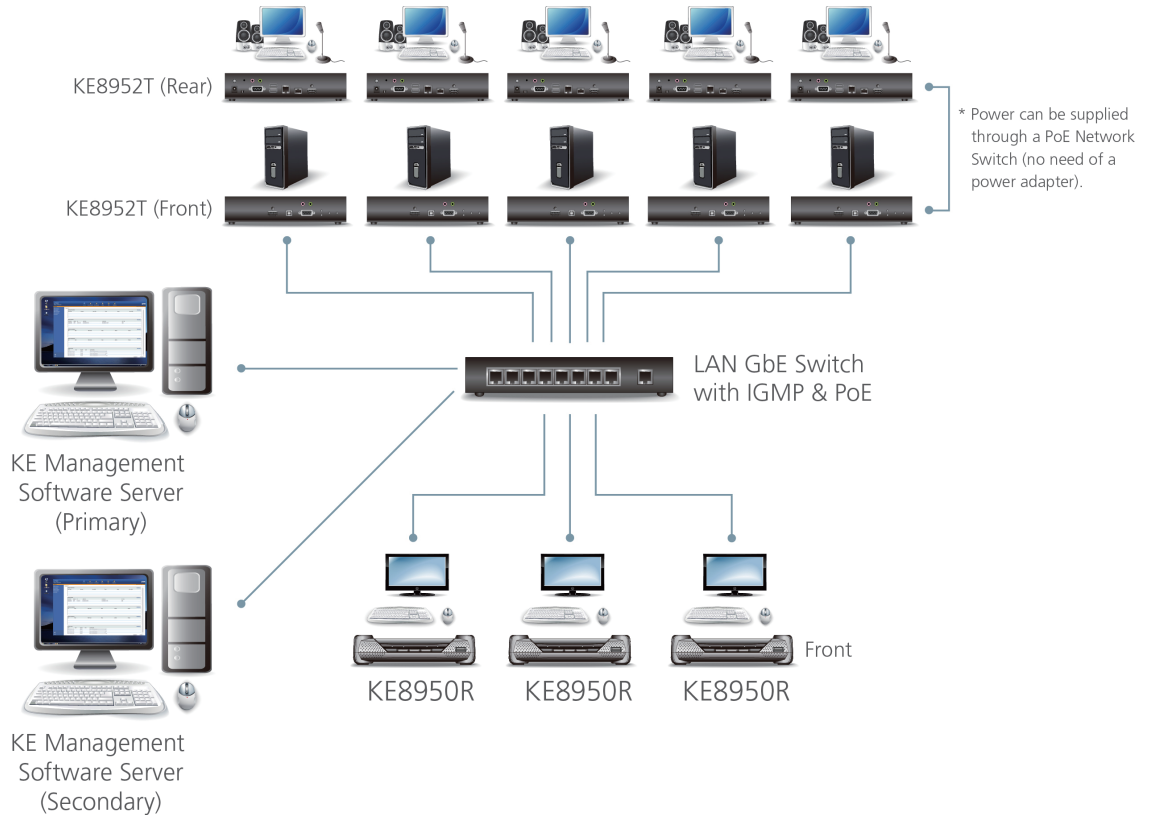 KE8952T (Rear)
* Power can be supplied
through a PoE Network
Switch (no need of a
power adapter).
KE8952T (Front)
LAN GbE Switch
with IGMP & PoE
KE Management
Software Server
(Primary)
Front
KE8950R
KE8950R
KE8950R
KE Management
Software Server
(Secondary)